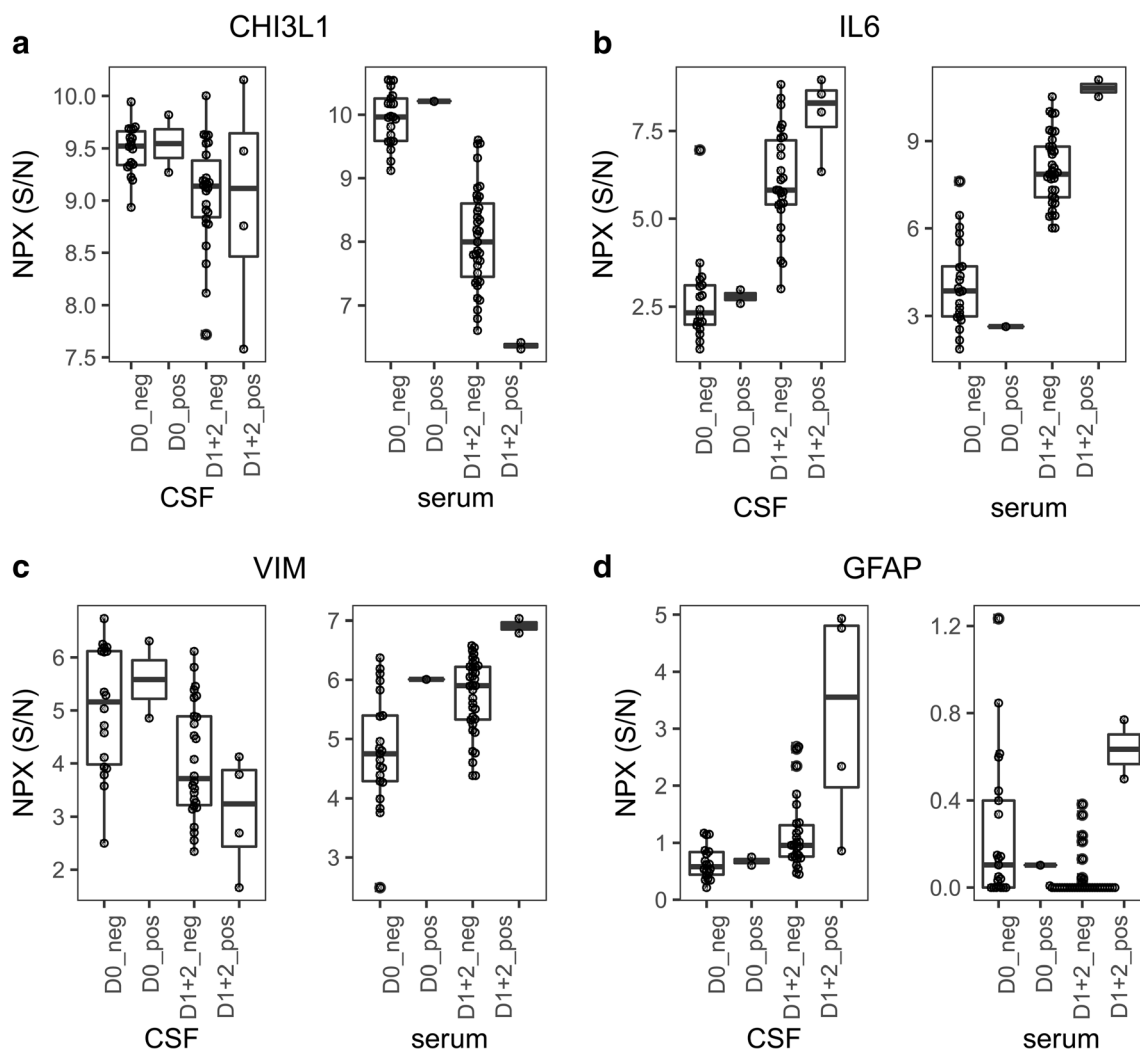 a
CHI3L1
NPX (S/N)
10.0
9.5
9.0
8.5
8.0
7.5
D0_neg
D0_pos
D1+2_neg
D1+2_pos
CSF
10
9
8
7
D0_neg
D0_pos
D1+2_neg
D1+2_pos
serum
b
IL6
NPX (S/N)
7.5
5.0
2.5
D0_neg
D0_pos
D1+2_neg
D1+2_pos
CSF
9
6
3
D0_neg
D0_pos
D1+2_neg
D1+2_pos
serum
c
VIM
NPX (S/N)
6
5
4
3
2
D0_neg
D0_pos
D1+2_neg
D1+2_pos
CSF
7
6
5
4
3
D0_neg
D0_pos
D1+2_neg
D1+2_pos
serum
d
GFAP
NPX (S/N)
5
4
3
2
1
0
D0_neg
D0_pos
D1+2_neg
D1+2_pos
CSF
1.2
0.8
0.4
0.0
D0_neg
D0_pos
D1+2_neg
D1+2_pos
serum